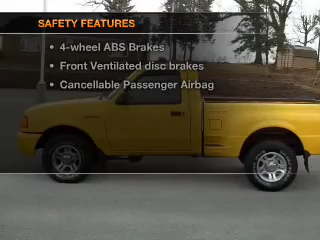 SAFETY FEATURES
• 4-wheel ABS Brakes
• Front Ventilated disc brakes
• Cancellable Passenger Airbag